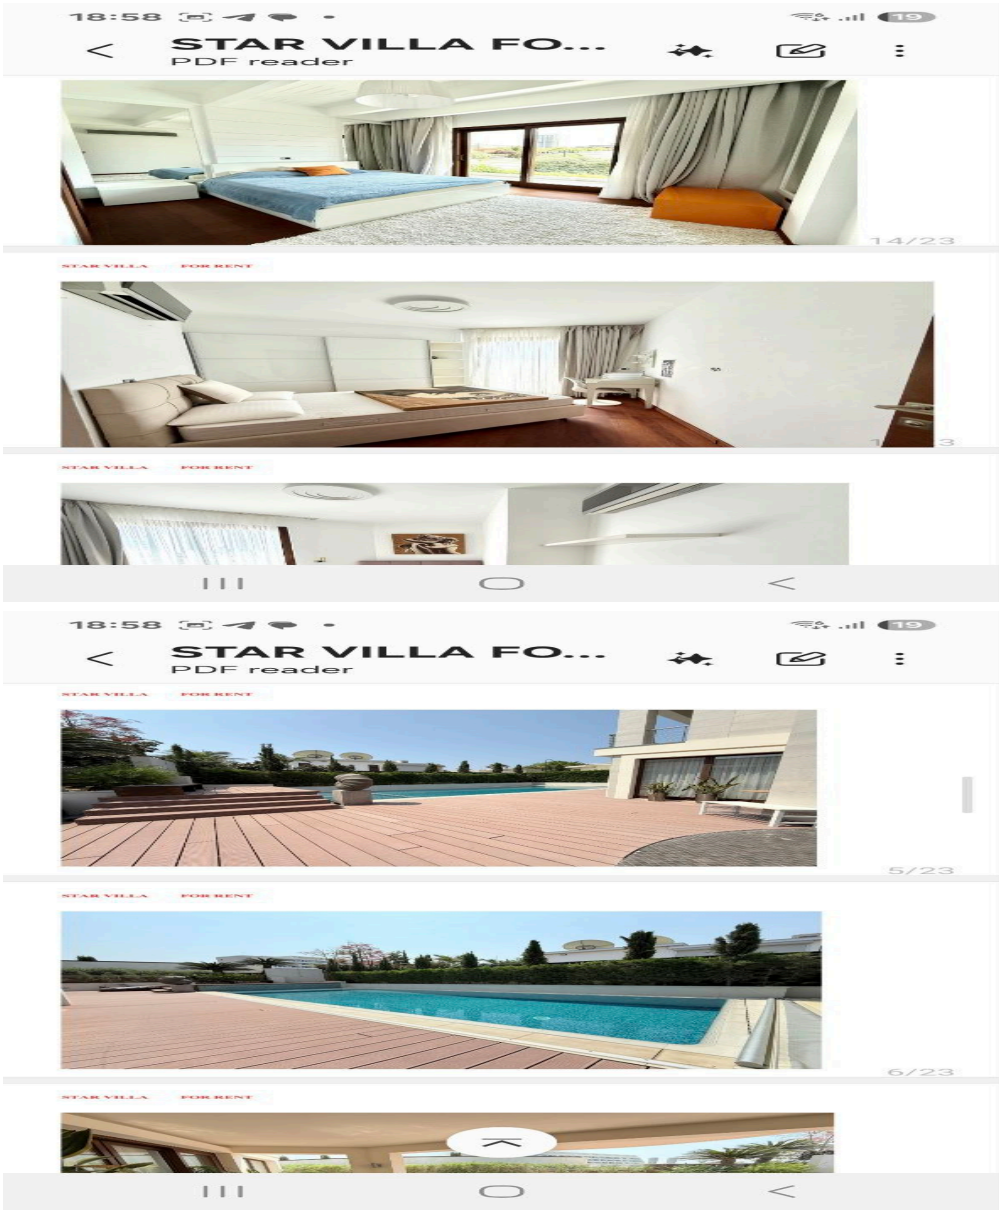 18:58 19
STAR VILLA FO...
PDF reader
14/23
STAR VILLA FOR RENT
STAR VILLA FOR RENT
18:58 19
STAR VILLA FO...
PDF reader
STAR VILLA FOR RENT
5/23
STAR VILLA FOR RENT
6/23
STAR VILLA FOR RENT